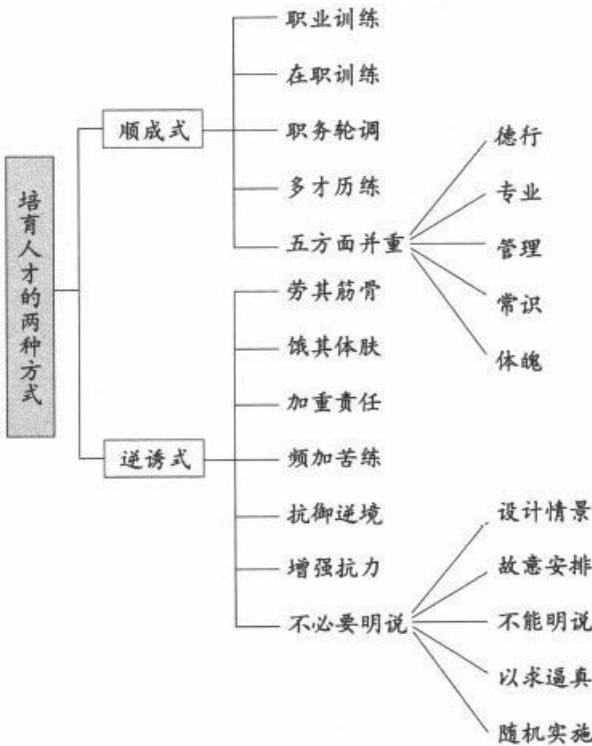 培育人才的两种方式
顺成式
职业训练
在职训练
职务轮调
多才历练
五方面并重
德行
专业
管理
常识
体魄
逆诱式
劳其筋骨
饿其体肤
加重责任
频加苦练
抗御逆境
增强抗力
不必要明说
设计情景
故意安排
不能明说
以求逼真
随机实施